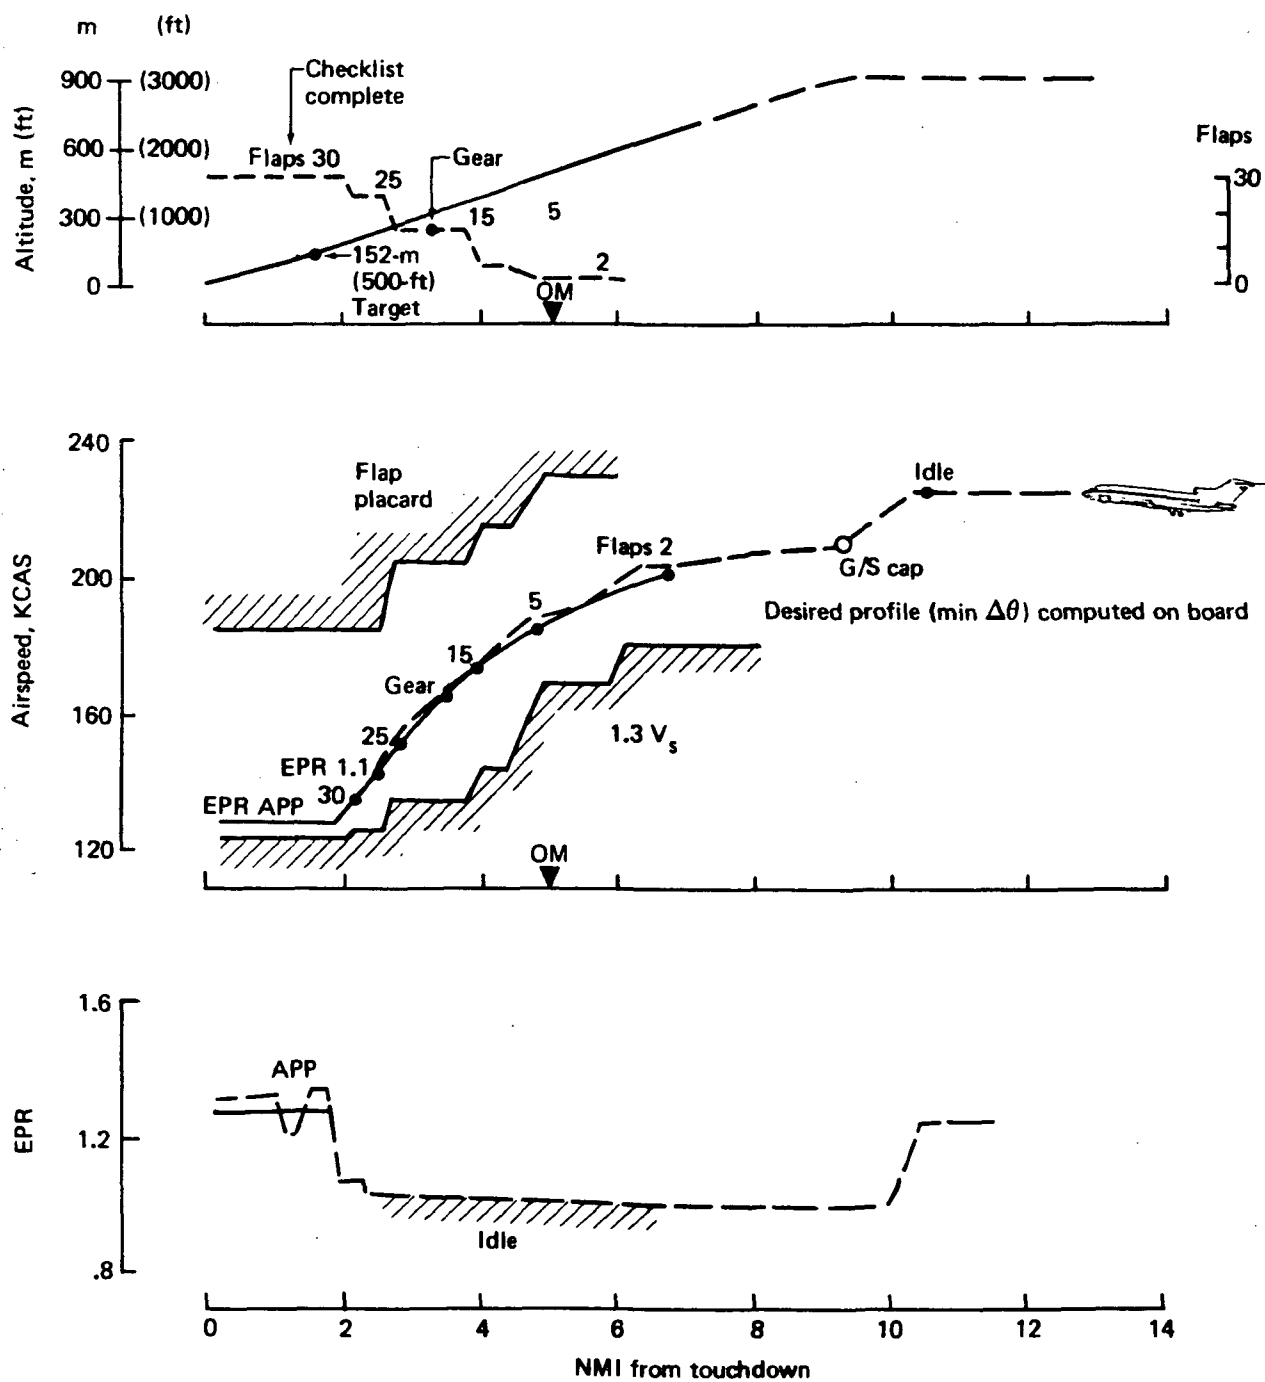 m (ft)
Checklist
complete
900 (3000)
600 (2000)
300 (1000)
0
Altitude, m (ft)
Flaps 30
25
Gear
15
5
2
152-m
(500-ft)
Target
OM
Flaps
30
0
240
200
160
120
Airspeed, KCAS
Flap
placard
Idle
Flaps 2
G/S cap
5
Desired profile (min Δθ) computed on board
15
Gear
25
1.3 Vs
EPR 1.1
30
EPR APP
OM
1.6
1.2
.8
EPR
APP
Idle
0 2 4 6 8 10 12 14
NMI from touchdown